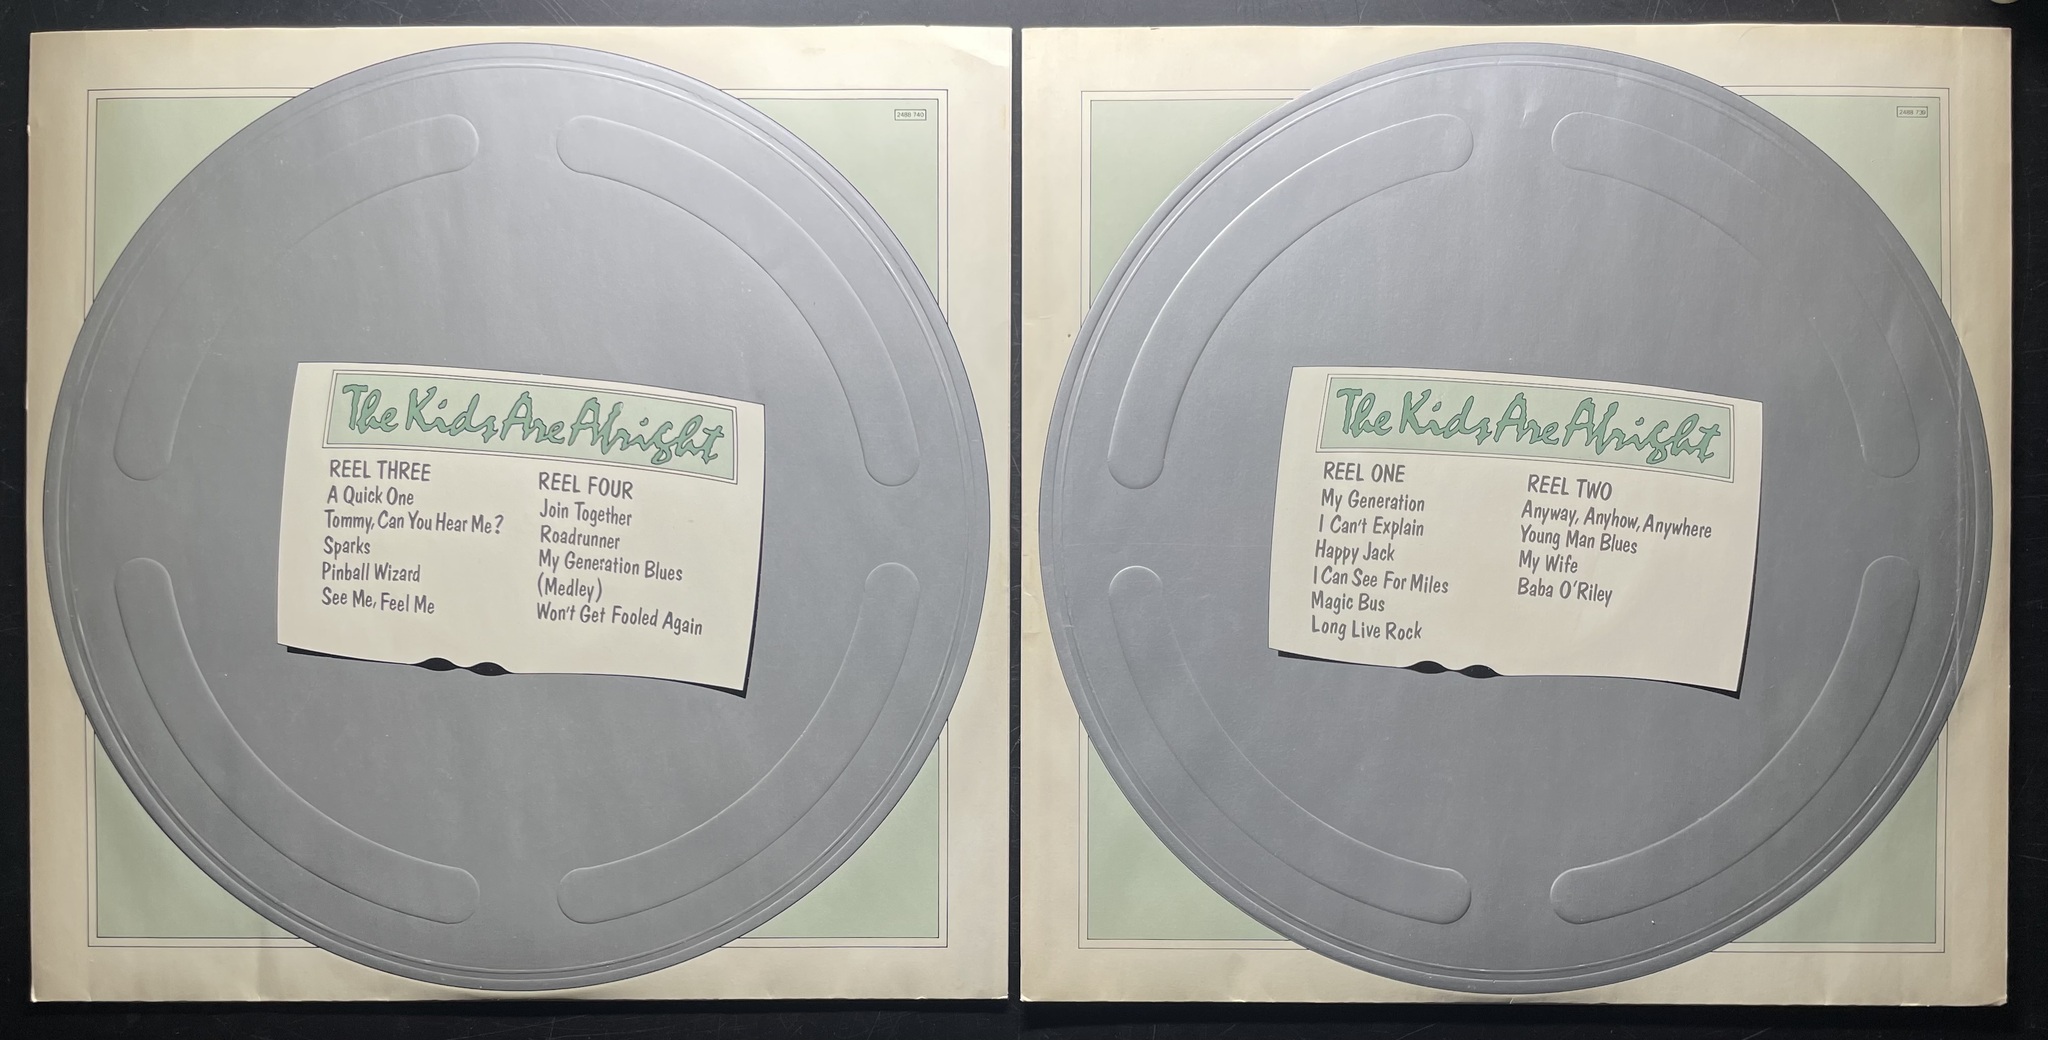 2488 740
The Kids Are Alright
REEL THREE
A Quick One
Tommy, Can You Hear Me?
Sparks
Pinball Wizard
See Me, Feel Me
REEL FOUR
Join Together
Roadrunner
My Generation Blues
(Medley)
Won't Get Fooled Again
2488 739
The Kids Are Alright
REEL ONE
My Generation
I Can't Explain
Happy Jack
I Can See For Miles
Magic Bus
Long Live Rock
REEL TWO
Anyway, Anyhow, Anywhere
Young Man Blues
My Wife
Baba O'Riley